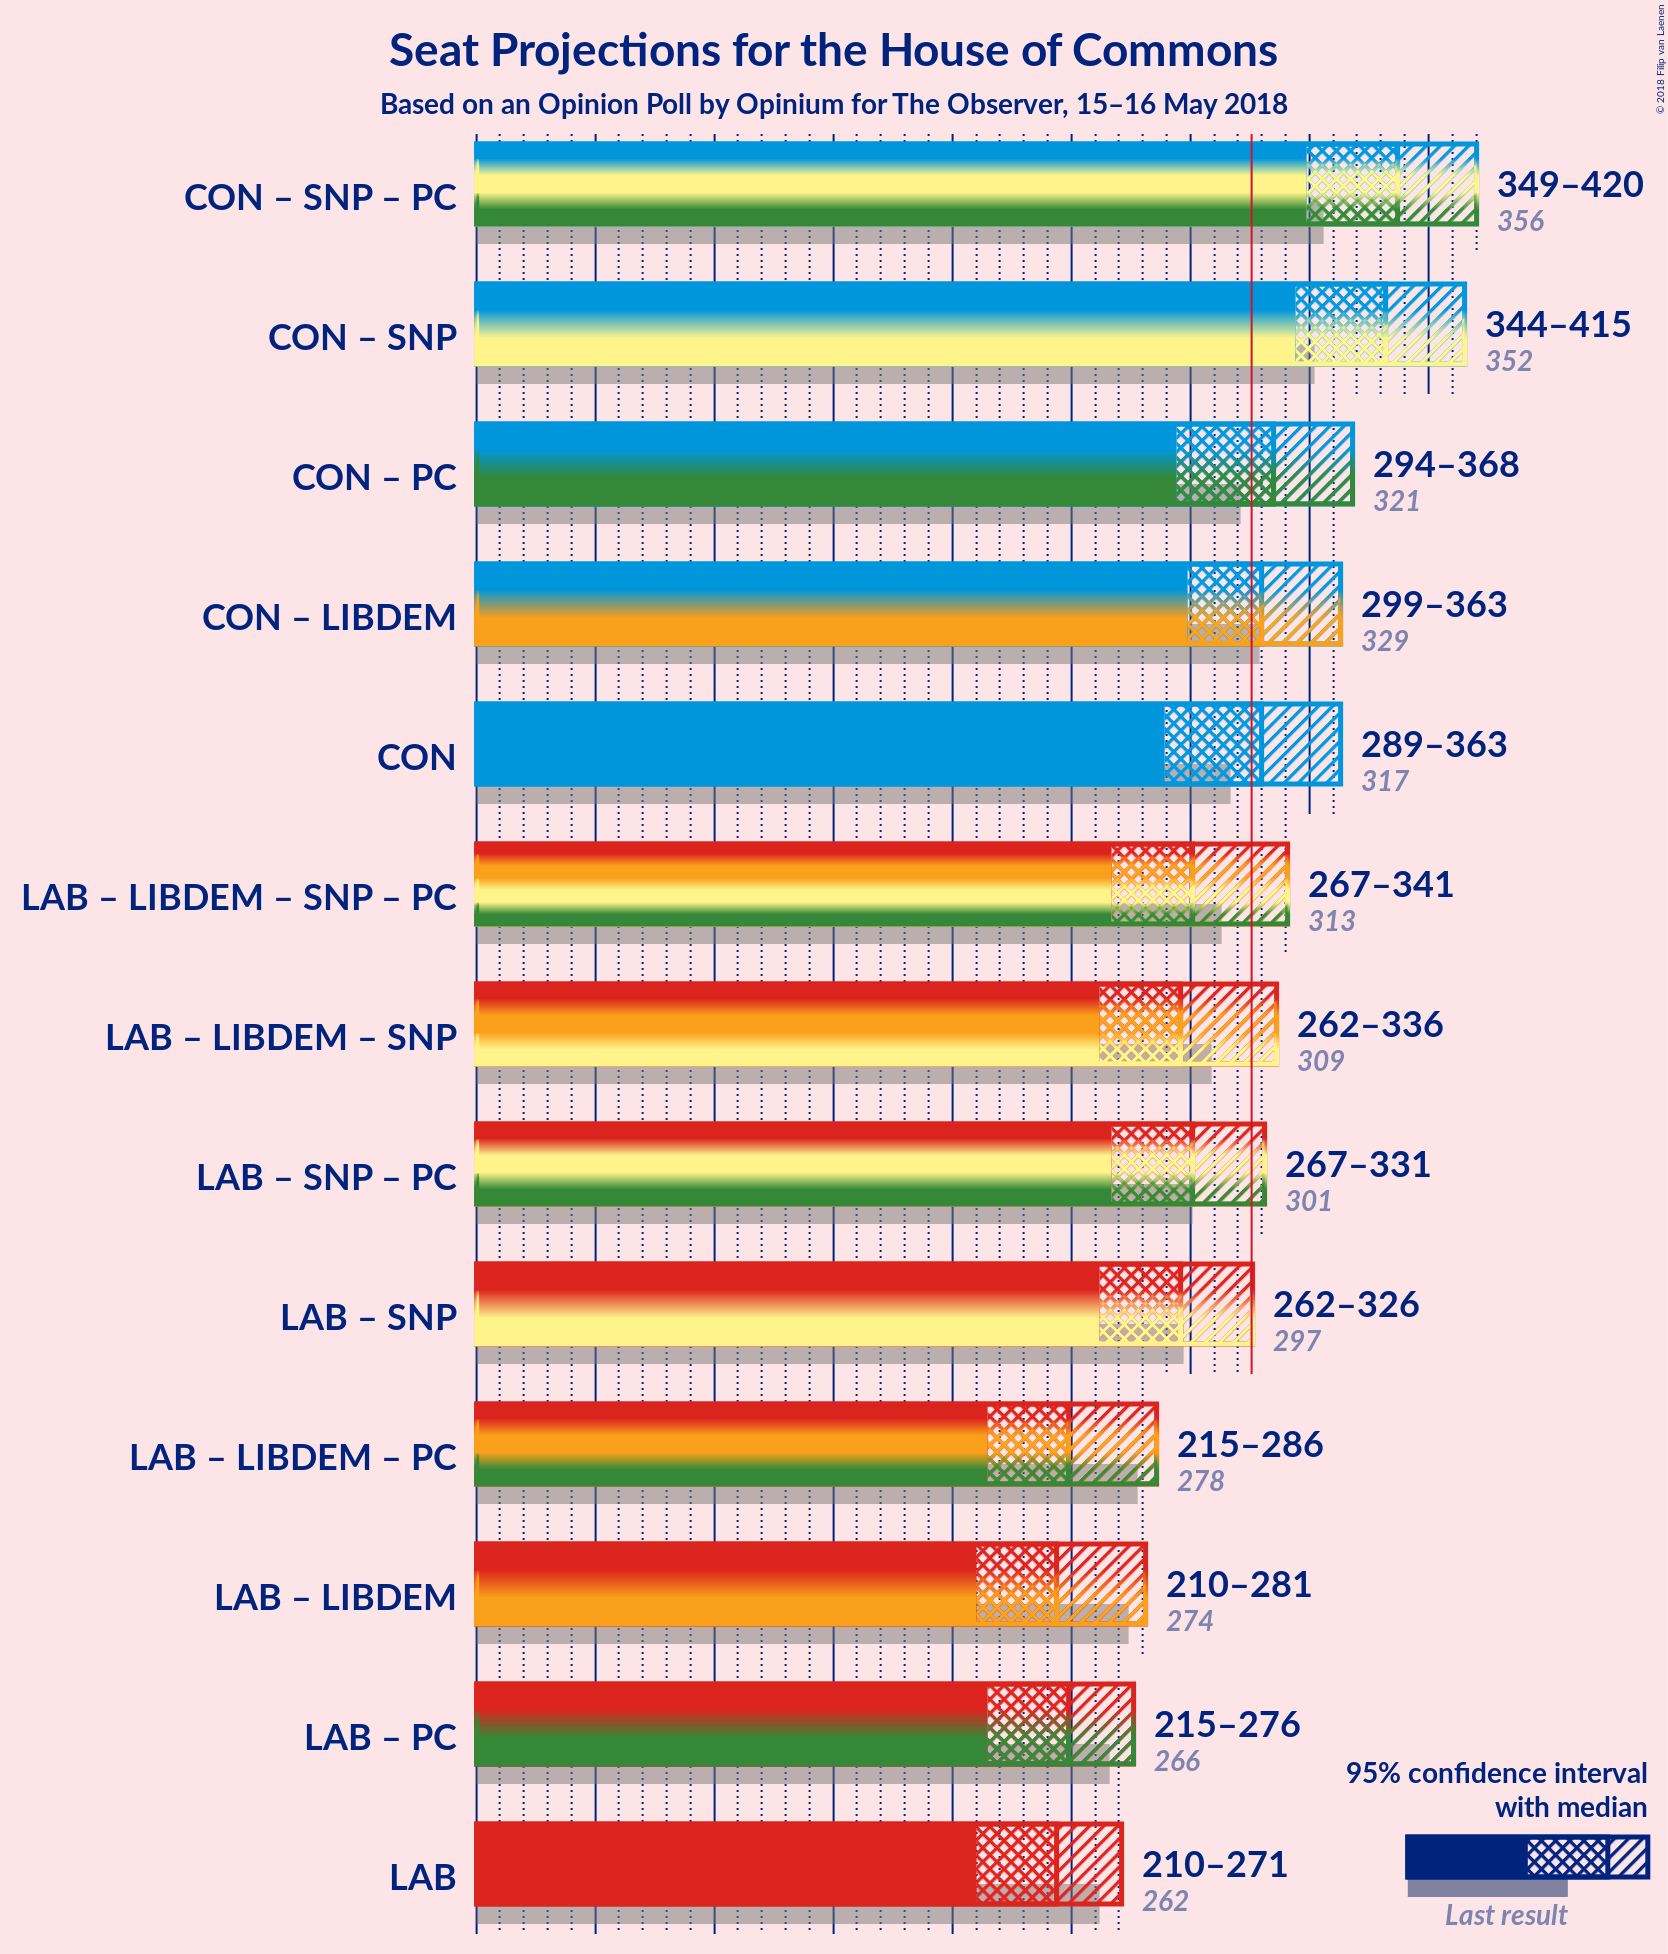 Seat Projections for the House of Commons
Based on an Opinion Poll by Opinium for The Observer, 15–16 May 2018
© 2018 Filip van Laenen
CON – SNP – PC
349–420
356
CON – SNP
344–415
352
CON – PC
294–368
321
CON – LIBDEM
299–363
329
CON
289–363
317
LAB – LIBDEM – SNP – PC
267–341
313
LAB – LIBDEM – SNP
262–336
309
LAB – SNP – PC
267–331
301
LAB – SNP
262–326
297
LAB – LIBDEM – PC
215–286
278
LAB – LIBDEM
210–281
274
LAB – PC
215–276
266
LAB
210–271
262
95% confidence interval
with median
Last result